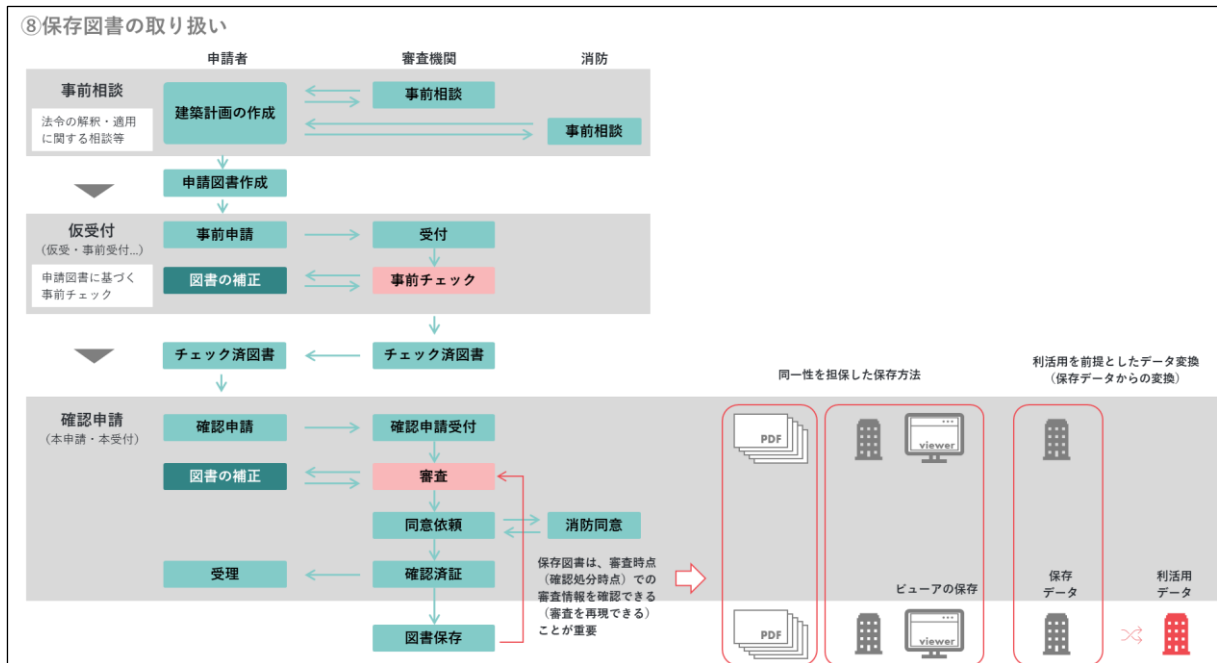 ⑧保存図書の取り扱い
申請者
審査機関
消防
事前相談
法令の解釈・適用
に関する相談等
建築計画の作成
事前相談
事前相談
申請図書作成
仮受付
(仮受・事前受付...)
申請図書に基づく
事前チェック
事前申請
受付
図書の補正
事前チェック
チェック済図書
チェック済図書
同一性を担保した保存方法
利活用を前提としたデータ変換
(保存データからの変換)
確認申請
(本申請・本受付)
確認申請
確認申請受付
PDF
viewer
図書の補正
審査
同意依頼
消防同意
受理
確認済証
保存図書は、審査時点
(確認処分時点)での
審査情報を確認できる
(審査を再現できる)
ことが重要
ビューアの保存
保存
データ
利活用
データ
図書保存
PDF
viewer